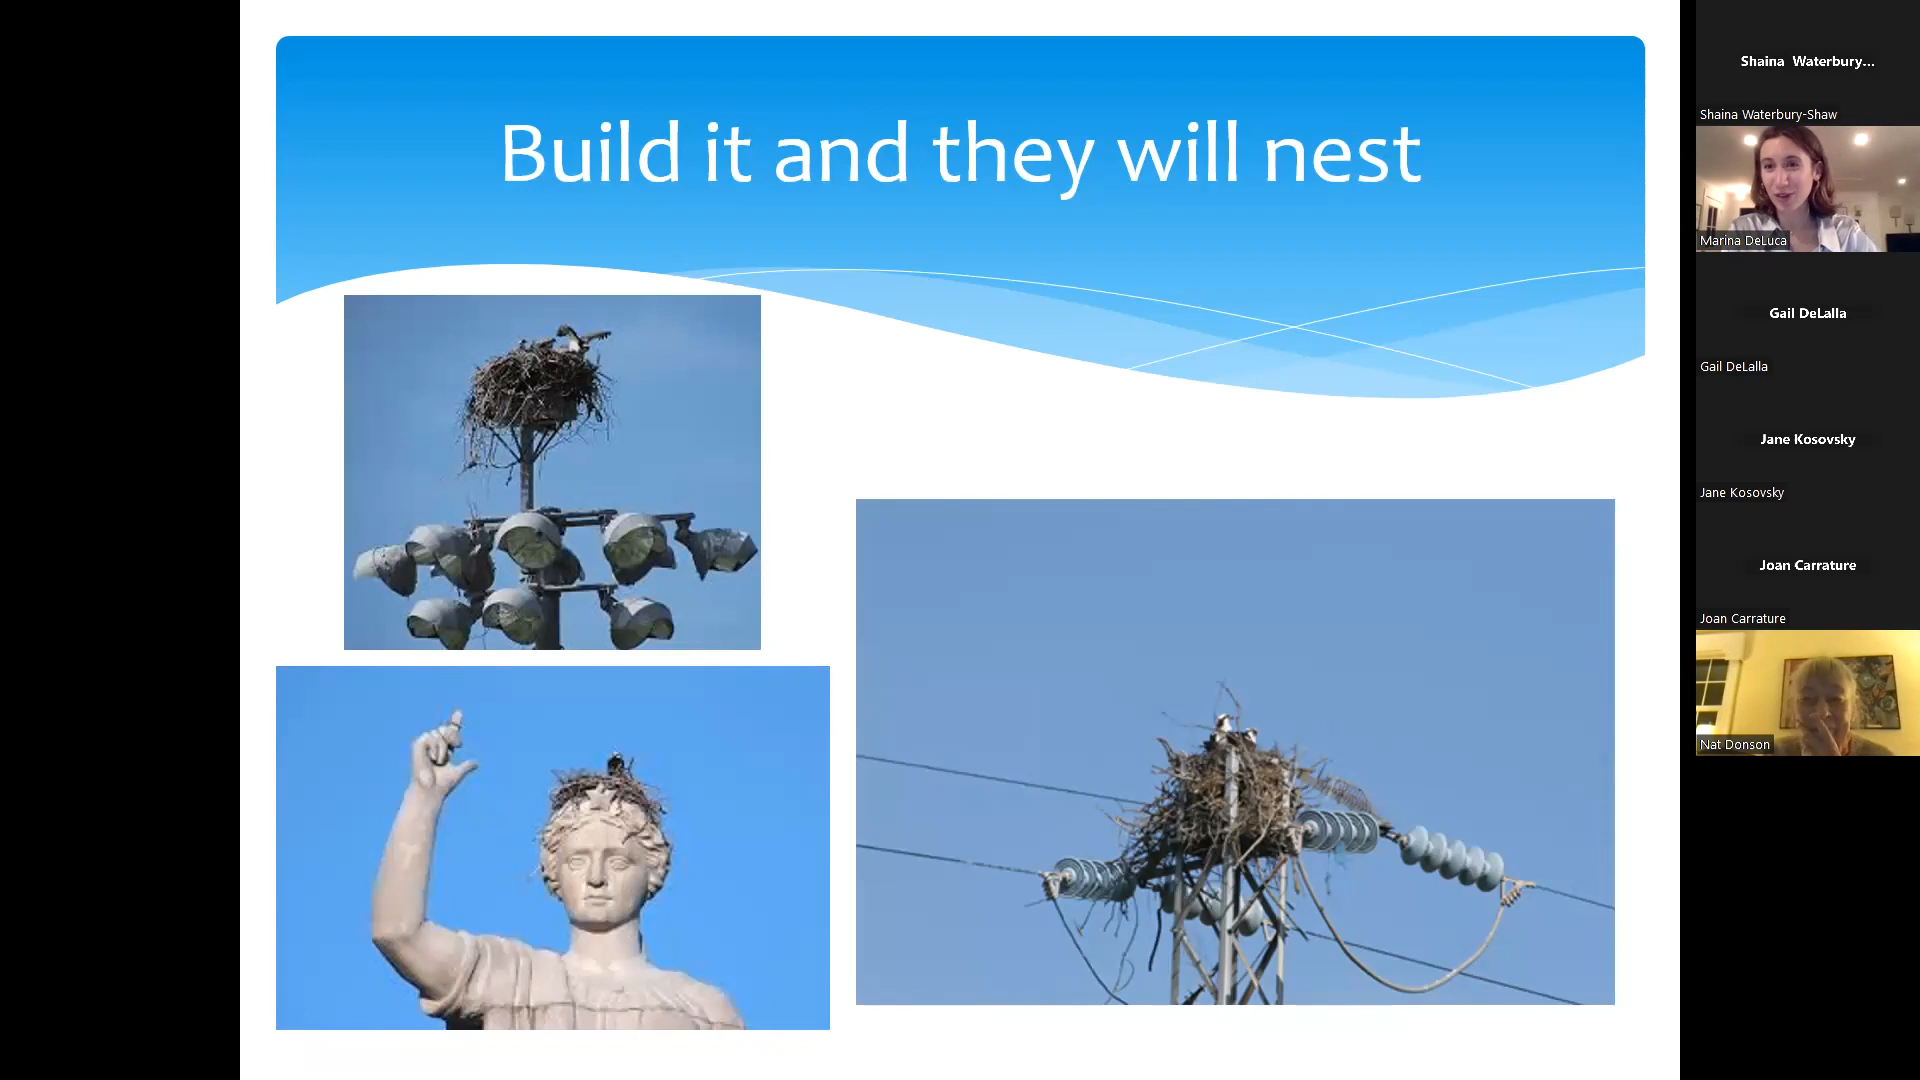 Build it and they will nest
Shaina  Waterbury...
Shaina Waterbury-Shaw
Marina DeLuca
Gail DeLalla
Gail DeLalla
Jane Kosovsky
Jane Kosovsky
Joan Carrature
Joan Carrature
Nat Donson